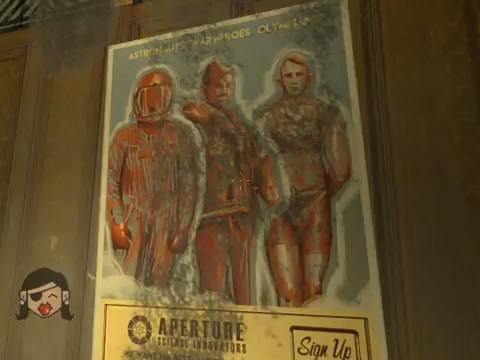 ASTRONAUTS WAR HEROES OLYMPIANS
APERTURE
SCIENCE INNOVATORS
Sign Up